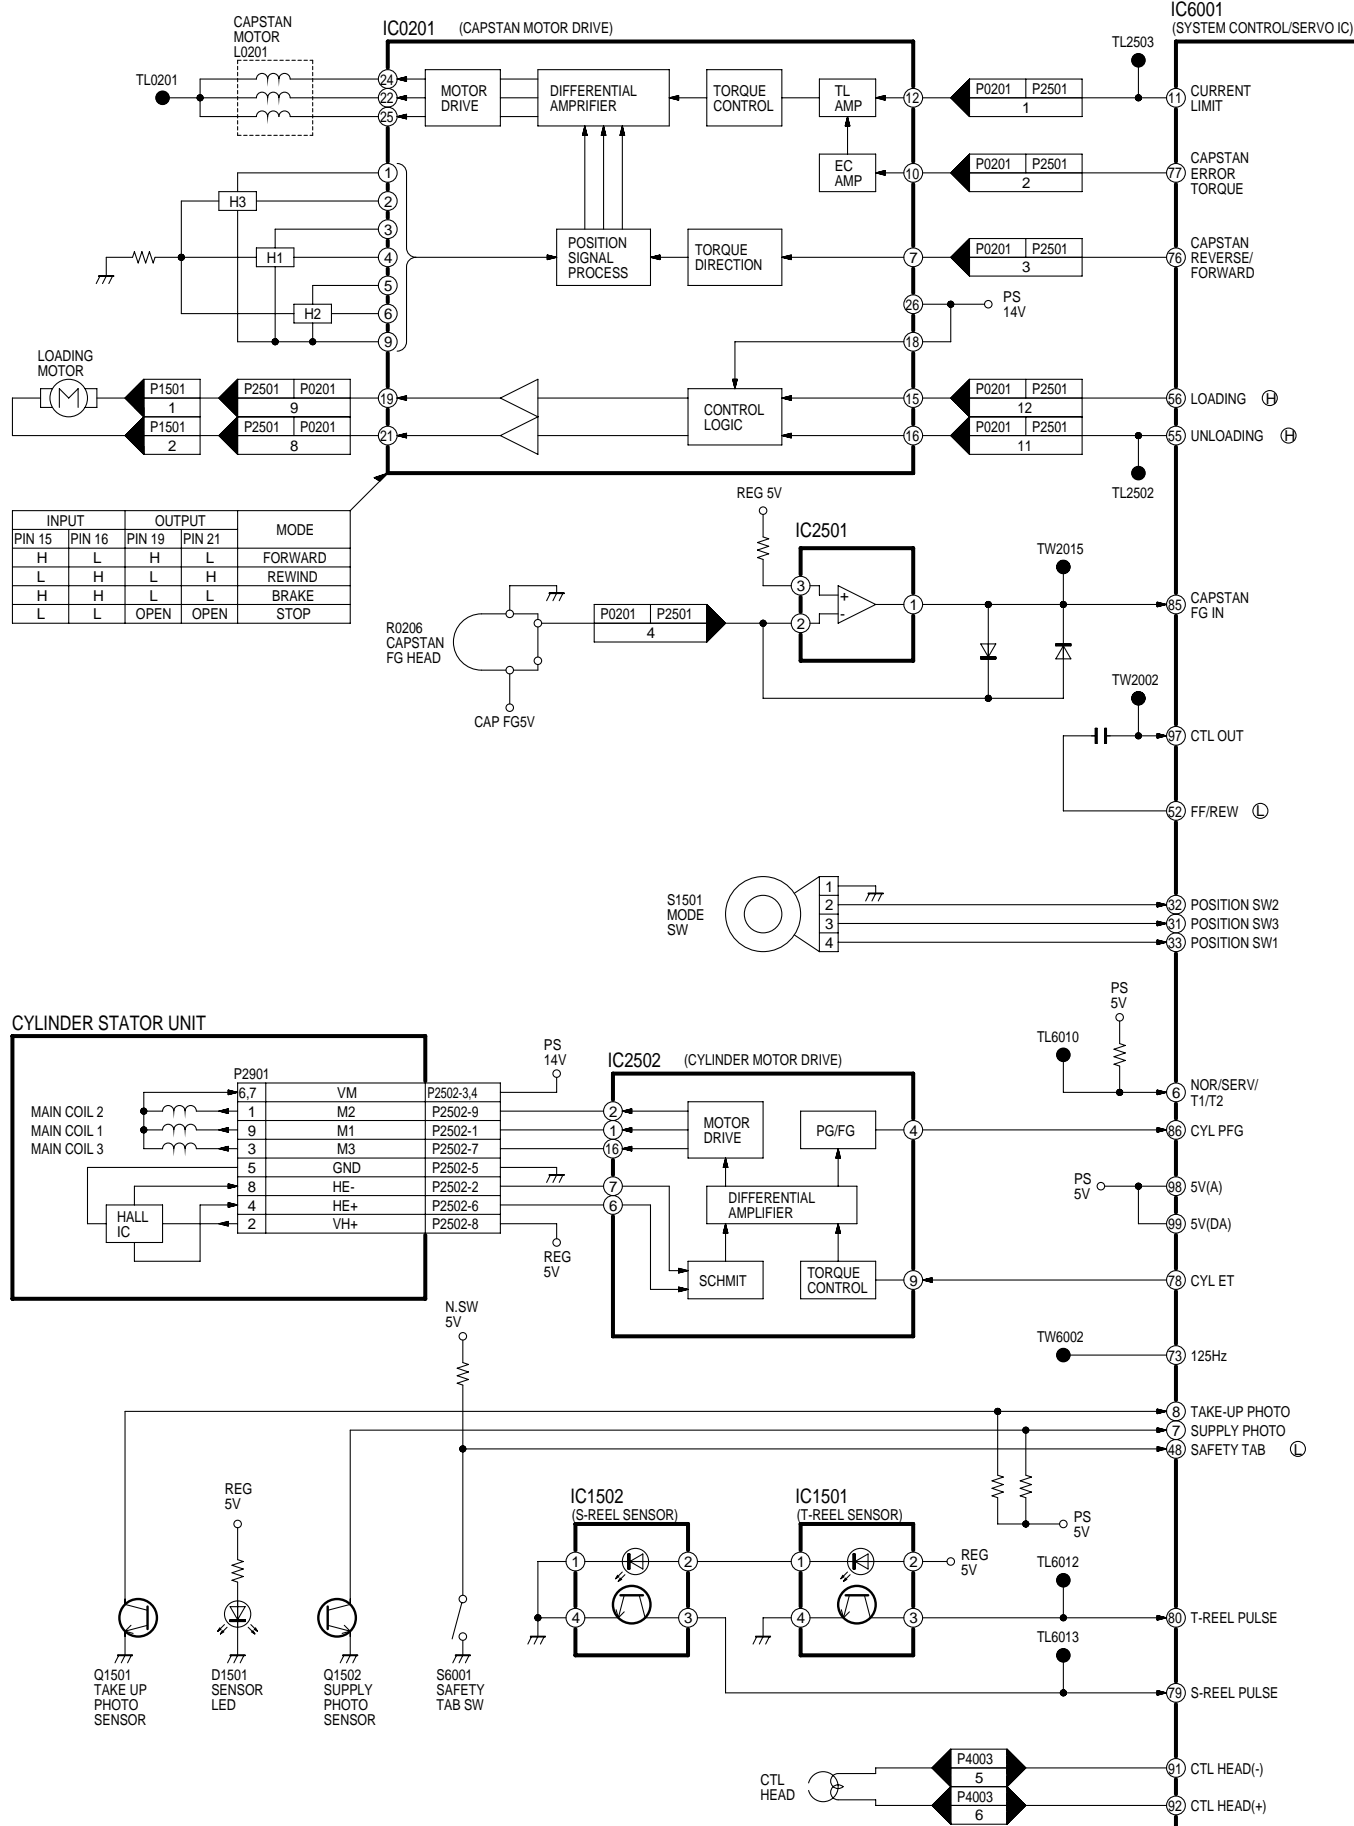 IC6001
(SYSTEM CONTROL/SERVO IC)
CAPSTAN
MOTOR
L0201
IC0201 (CAPSTAN MOTOR DRIVE)
TL2503
TL0201
24
22
25
MOTOR
DRIVE
DIFFERENTIAL
AMPRIFIER
TORQUE
CONTROL
TL
AMP
12
P0201 P2501
1
11 CURRENT
LIMIT
EC
AMP
10
P0201 P2501
2
77 CAPSTAN
ERROR
TORQUE
1
H3
2
3
H1
4
5
H2
6
9
POSITION
SIGNAL
PROCESS
TORQUE
DIRECTION
7
P0201 P2501
3
76 CAPSTAN
REVERSE/
FORWARD
26
PS
14V
18
LOADING
MOTOR
M
P1501
1
P2501 P0201
9
19
P1501
2
P2501 P0201
8
21
CONTROL
LOGIC
15
P0201 P2501
12
56 LOADING H
16
P0201 P2501
11
55 UNLOADING H
TL2502
INPUT OUTPUT MODE
PIN 15 PIN 16 PIN 19 PIN 21
H L H L FORWARD
L H L H REWIND
H H L L BRAKE
L L OPEN OPEN STOP
REG 5V
IC2501
TW2015
3
+
-
2
1
85 CAPSTAN
FG IN
R0206
CAPSTAN
FG HEAD
P0201 P2501
4
CAP FG5V
TW2002
97 CTL OUT
52 FF/REW L
S1501
MODE
SW
1
2
3
4
32 POSITION SW2
31 POSITION SW3
33 POSITION SW1
PS
5V
TL6010
6 NOR/SERV/
T1/T2
CYLINDER STATOR UNIT
P2901
6,7 VM P2502-3,4
1 M2 P2502-9
9 M1 P2502-1
3 M3 P2502-7
5 GND P2502-5
8 HE- P2502-2
4 HE+ P2502-6
2 VH+ P2502-8
MAIN COIL 2
MAIN COIL 1
MAIN COIL 3
HALL
IC
PS
14V
REG
5V
IC2502 (CYLINDER MOTOR DRIVE)
2
1
16
7
6
MOTOR
DRIVE
PG/FG
4
DIFFERENTIAL
AMPLIFIER
SCHMIT
TORQUE
CONTROL
9
86 CYL PFG
PS
5V
98 5V(A)
99 5V(DA)
78 CYL ET
TW6002
73 125Hz
N.SW
5V
8 TAKE-UP PHOTO
7 SUPPLY PHOTO
48 SAFETY TAB L
PS
5V
REG
5V
Q1501
TAKE UP
PHOTO
SENSOR
D1501
SENSOR
LED
Q1502
SUPPLY
PHOTO
SENSOR
S6001
SAFETY
TAB SW
IC1502
(S-REEL SENSOR)
1
2
4
3
IC1501
(T-REEL SENSOR)
1
2
4
3
REG
5V
TL6012
80 T-REEL PULSE
TL6013
79 S-REEL PULSE
CTL
HEAD
P4003
5
P4003
6
91 CTL HEAD(-)
92 CTL HEAD(+)